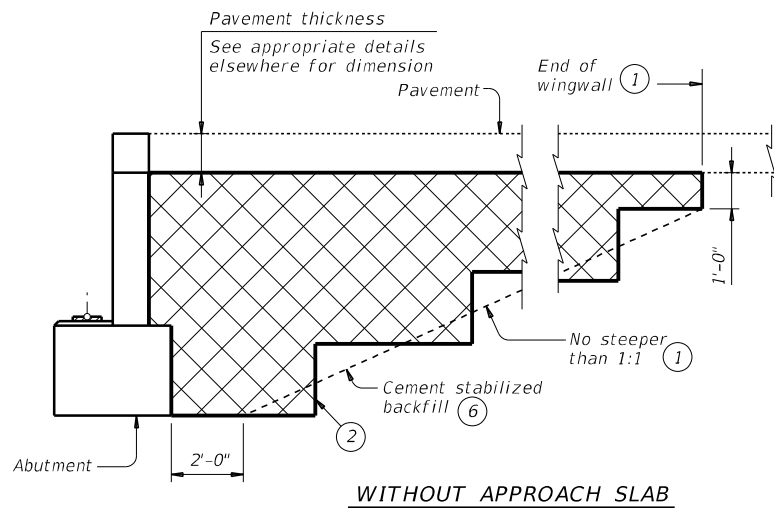 Pavement thickness
See appropriate details
elsewhere for dimension
End of
wingwall 1
Pavement
1'-0"
No steeper
than 1:1 1
Cement stabilized
backfill 6
2
2'-0"
Abutment
WITHOUT APPROACH SLAB